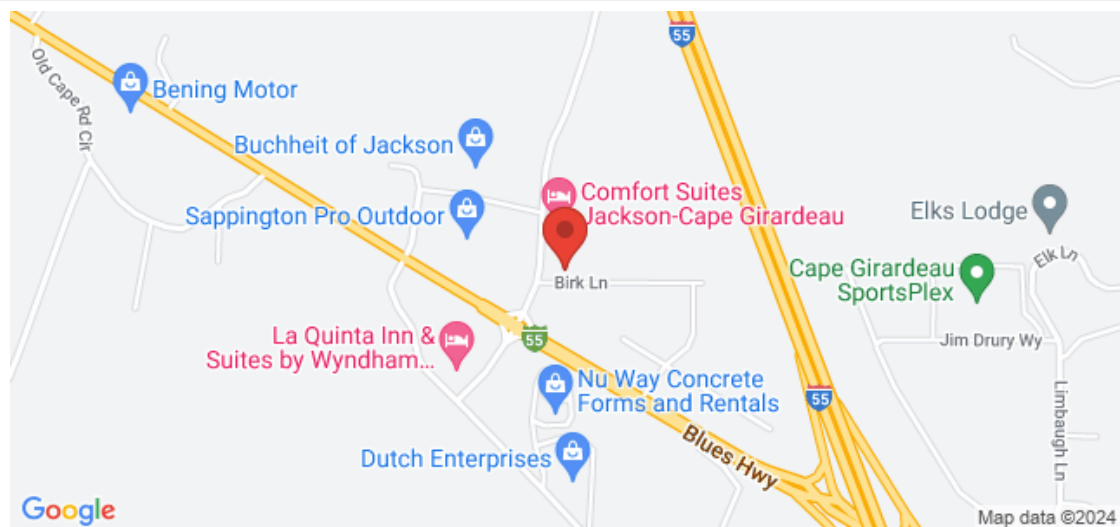 55
Old Cape Rd Cir
Bening Motor
Buchheit of Jackson
Comfort Suites
Jackson-Cape Girardeau
Sappington Pro Outdoor
Elks Lodge
Elk Ln
Cape Girardeau
SportsPlex
Birk Ln
La Quinta Inn &
Suites by Wyndham...
55
Jim Drury Wy
Nu Way Concrete
Forms and Rentals
55
Limbaugh Ln
Blues Hwy
Dutch Enterprises
Google
Map data ©2024